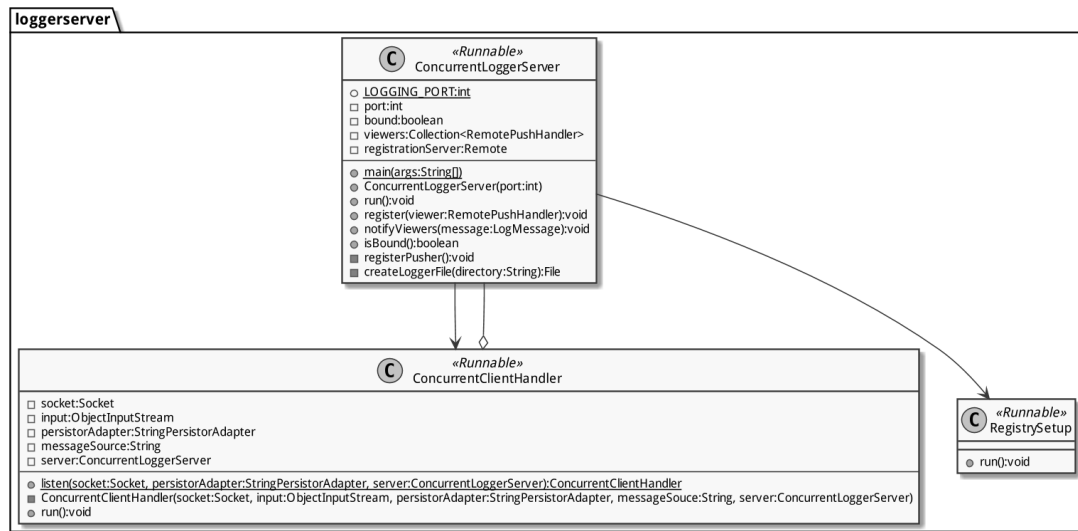 loggerserver
C
«Runnable»
ConcurrentLoggerServer
LOGGING_PORT:int
port:int
bound:boolean
viewers:Collection<RemotePushHandler>
registrationServer:Remote
main(args:String[])
ConcurrentLoggerServer(port:int)
run():void
register(viewer:RemotePushHandler):void
notifyViewers(message:LogMessage):void
isBound():boolean
registerPusher():void
createLoggerFile(directory:String):File
C
«Runnable»
ConcurrentClientHandler
socket:Socket
input:ObjectInputStream
persistorAdapter:StringPersistorAdapter
messageSource:String
server:ConcurrentLoggerServer
listen(socket:Socket, persistorAdapter:StringPersistorAdapter, server:ConcurrentLoggerServer):ConcurrentClientHandler
ConcurrentClientHandler(socket:Socket, input:ObjectInputStream, persistorAdapter:StringPersistorAdapter, messageSouce:String, server:ConcurrentLoggerServer)
run():void
C
«Runnable»
RegistrySetup
run():void